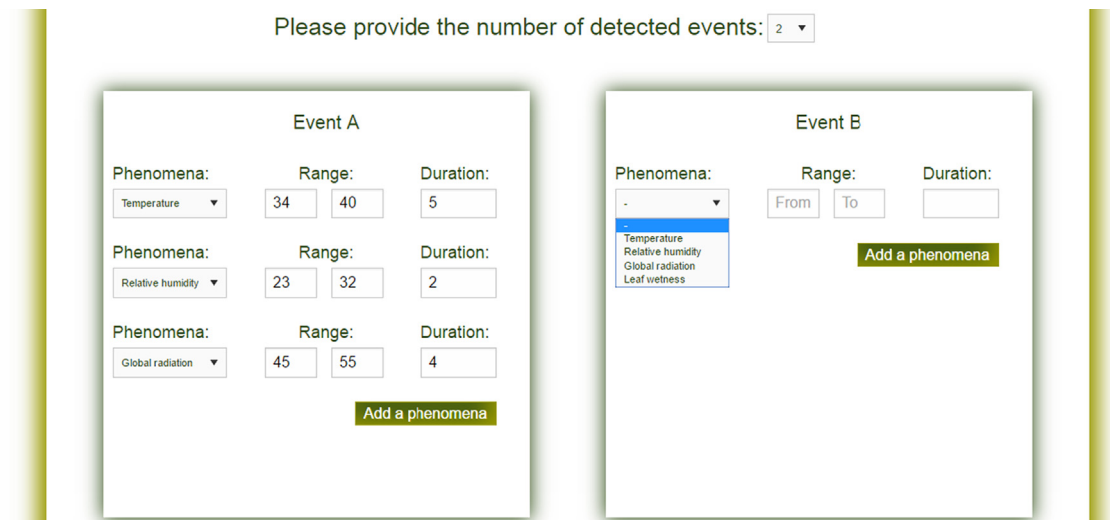 Please provide the number of detected events: 2
Event A
Phenomena: Range: Duration:
Temperature 34 40 5
Phenomena: Range: Duration:
Relative humidity 23 32 2
Phenomena: Range: Duration:
Global radiation 45 55 4
Add a phenomena
Event B
Phenomena: Range: Duration:
- From To
-
Temperature
Relative humidity
Global radiation
Leaf wetness
Add a phenomena